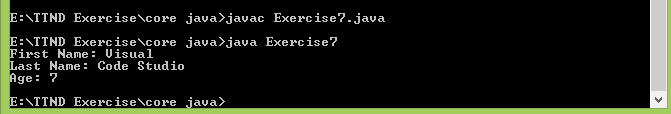 E:\TTND Exercise\core java>javac Exercise7.java
E:\TTND Exercise\core java>java Exercise7
First Name: Visual
Last Name: Code Studio
Age: 7
E:\TTND Exercise\core java>